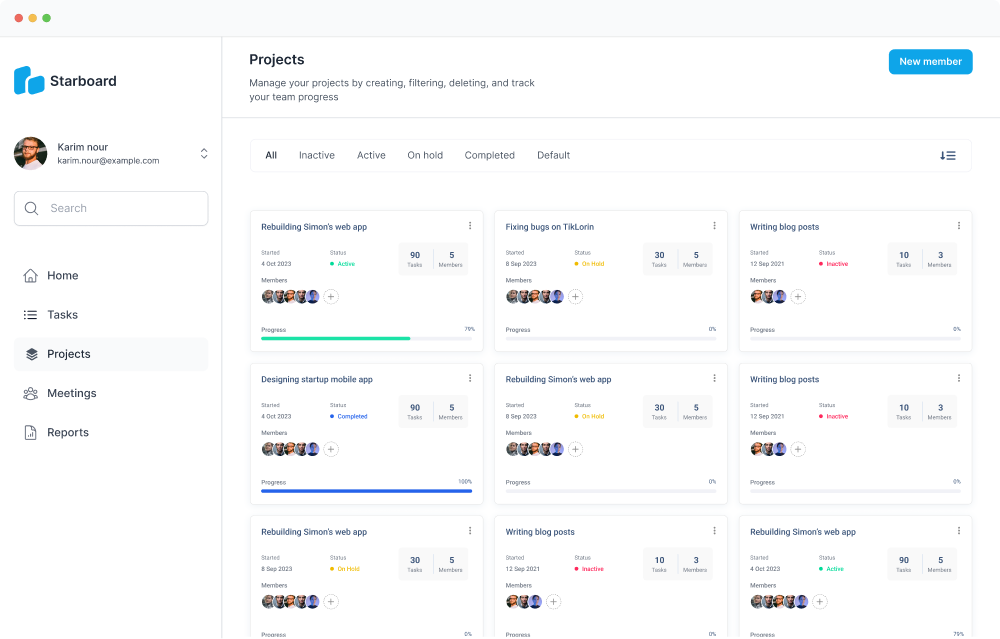 Starboard
Karim nour
karim.nour@example.com
Search
Home
Tasks
Projects
Meetings
Reports
Projects
New member
Manage your projects by creating, filtering, deleting, and track
your team progress
All Inactive Active On hold Completed Default
Rebuilding Simon's web app
Started Status
4 Oct 2023 Active
90 5
Tasks Members
Members
Progress 79%
Fixing bugs on TikLorin
Started Status
8 Sep 2023 On Hold
30 5
Tasks Members
Members
Progress 0%
Writing blog posts
Started Status
12 Sep 2021 Inactive
10 3
Tasks Members
Members
Progress 0%
Designing startup mobile app
Started Status
4 Oct 2023 Completed
90 5
Tasks Members
Members
Progress 100%
Rebuilding Simon's web app
Started Status
8 Sep 2023 On Hold
30 5
Tasks Members
Members
Progress 0%
Writing blog posts
Started Status
12 Sep 2021 Inactive
10 3
Tasks Members
Members
Progress 0%
Rebuilding Simon's web app
Started Status
8 Sep 2023 On Hold
30 5
Tasks Members
Members
Progress 0%
Writing blog posts
Started Status
12 Sep 2021 Inactive
10 3
Tasks Members
Members
Progress 0%
Rebuilding Simon's web app
Started Status
4 Oct 2023 Active
90 5
Tasks Members
Members
Progress 79%